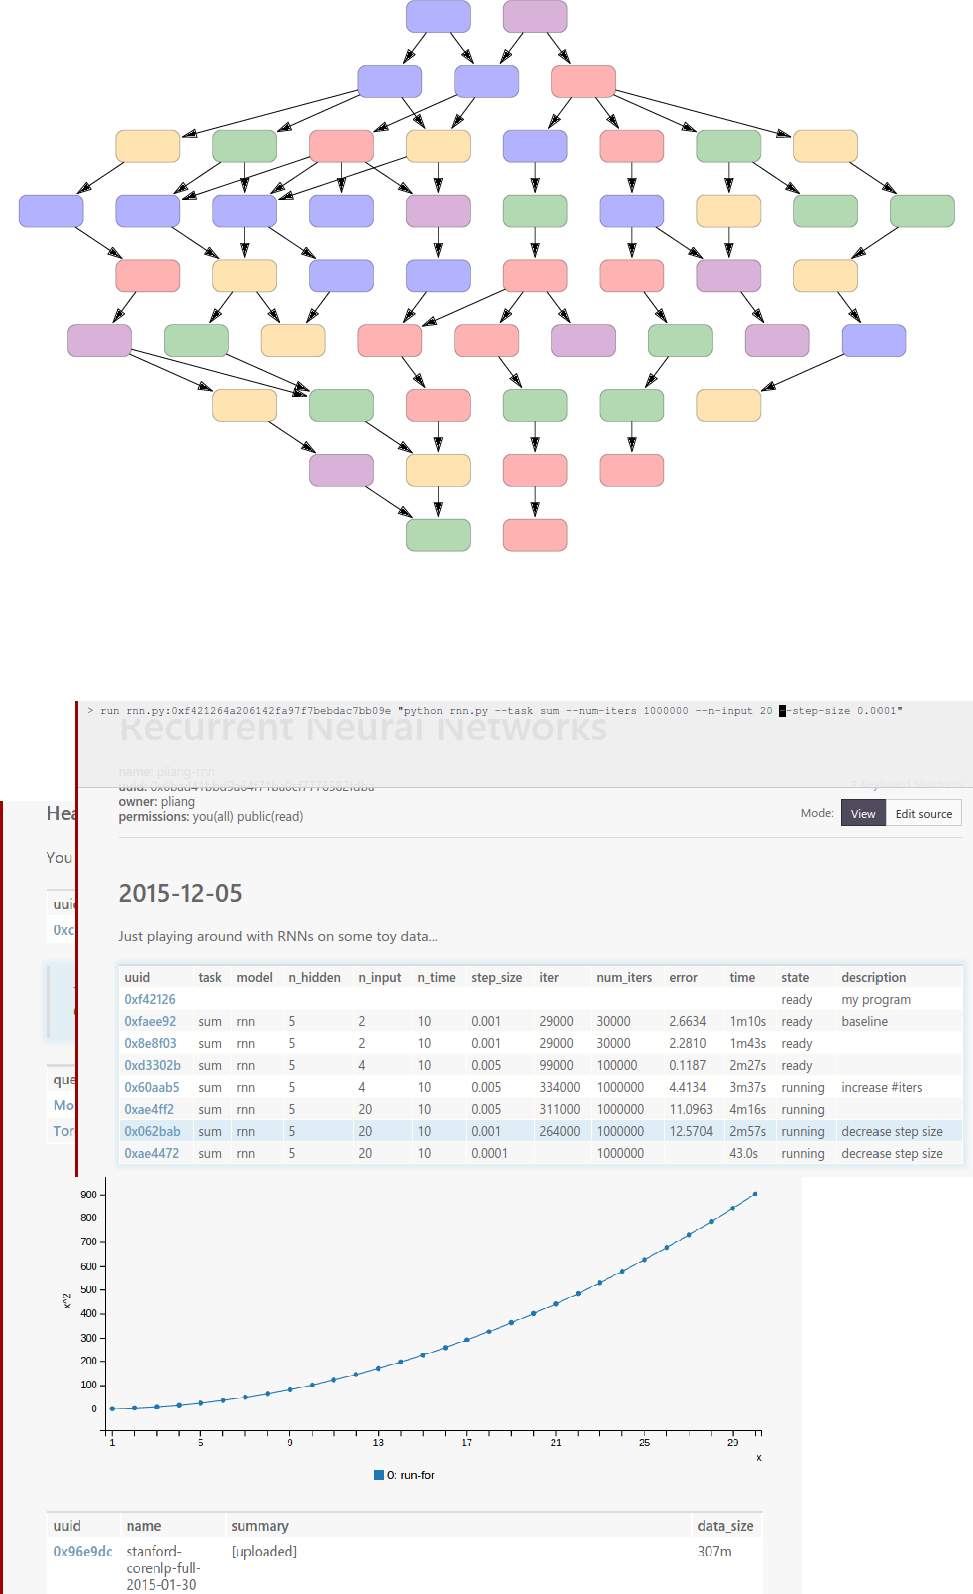 > run rnn.py:0xf421264a206142fa97f7bebdac7bb09e "python rnn.py --task sum --num-iters 1000000 --n-input 20 --step-size 0.0001"
Recurrent Neural Networks
name: pliang-rnn
? Keyboard Shortcuts
owner: pliang
permissions: you(all) public(read)
Mode: View Edit source
Hea
You
2015-12-05
Just playing around with RNNs on some toy data...
uuid task model n_hidden n_input n_time step_size iter num_iters error time state description
0xf42126 ready my program
0xfaee92 sum rnn 5 2 10 0.001 29000 30000 2.6634 1m10s ready baseline
0x8e8f03 sum rnn 5 2 10 0.001 29000 30000 2.2810 1m43s ready
0xd3302b sum rnn 5 4 10 0.005 99000 100000 0.1187 2m27s ready
0x60aab5 sum rnn 5 4 10 0.005 334000 1000000 4.4134 3m37s running increase #iters
0xae4ff2 sum rnn 5 20 10 0.005 311000 1000000 11.0963 4m16s running
0x062bab sum rnn 5 20 10 0.001 264000 1000000 12.5704 2m57s running decrease step size
0xae4472 sum rnn 5 20 10 0.0001 1000000 43.0s running decrease step size
uui
0xc
que
Mo
Tor
900
800
700
600
500
400
300
200
100
0
x^2
1 5 9 13 17 21 25 29
x
0: run-for
uuid name summary data_size
0x96e9dc stanford- [uploaded] 307m
corenlp-full-
2015-01-30